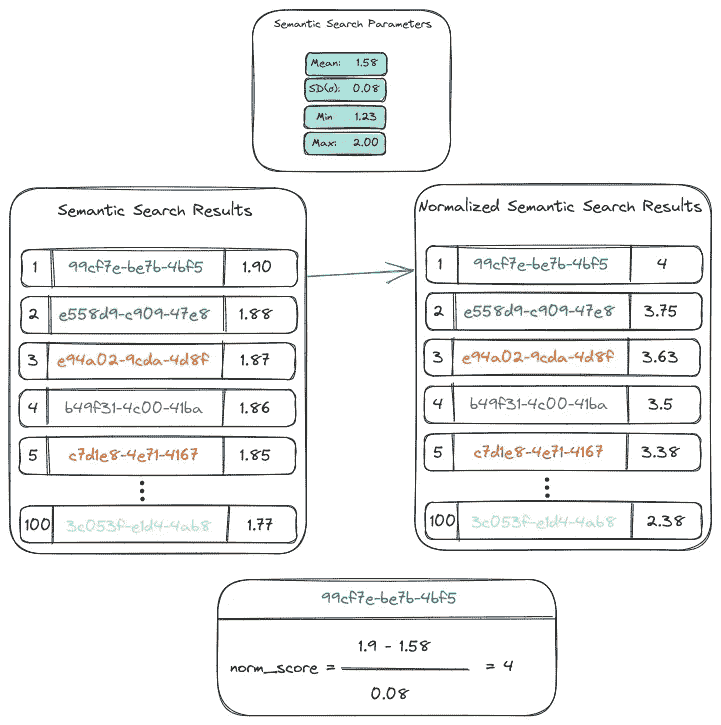 Semantic Search Parameters
Mean: 1.58
SD(σ): 0.08
Min 1.23
Max: 2.00
Semantic Search Results
1 99cf7e-be7b-4bf5 1.90
2 e558d9-c909-47e8 1.88
3 e94a02-9cda-4d8f 1.87
4 b49f31-4c00-41ba 1.86
5 c7d1e8-4e71-4167 1.85
100 3c053f-e1d4-4ab8 1.77
Normalized Semantic Search Results
1 99cf7e-be7b-4bf5 4
2 e558d9-c909-47e8 3.75
3 e94a02-9cda-4d8f 3.63
4 b49f31-4c00-41ba 3.5
5 c7d1e8-4e71-4167 3.38
100 3c053f-e1d4-4ab8 2.38
99cf7e-be7b-4bf5
1.9 - 1.58
norm_score = = 4
0.08